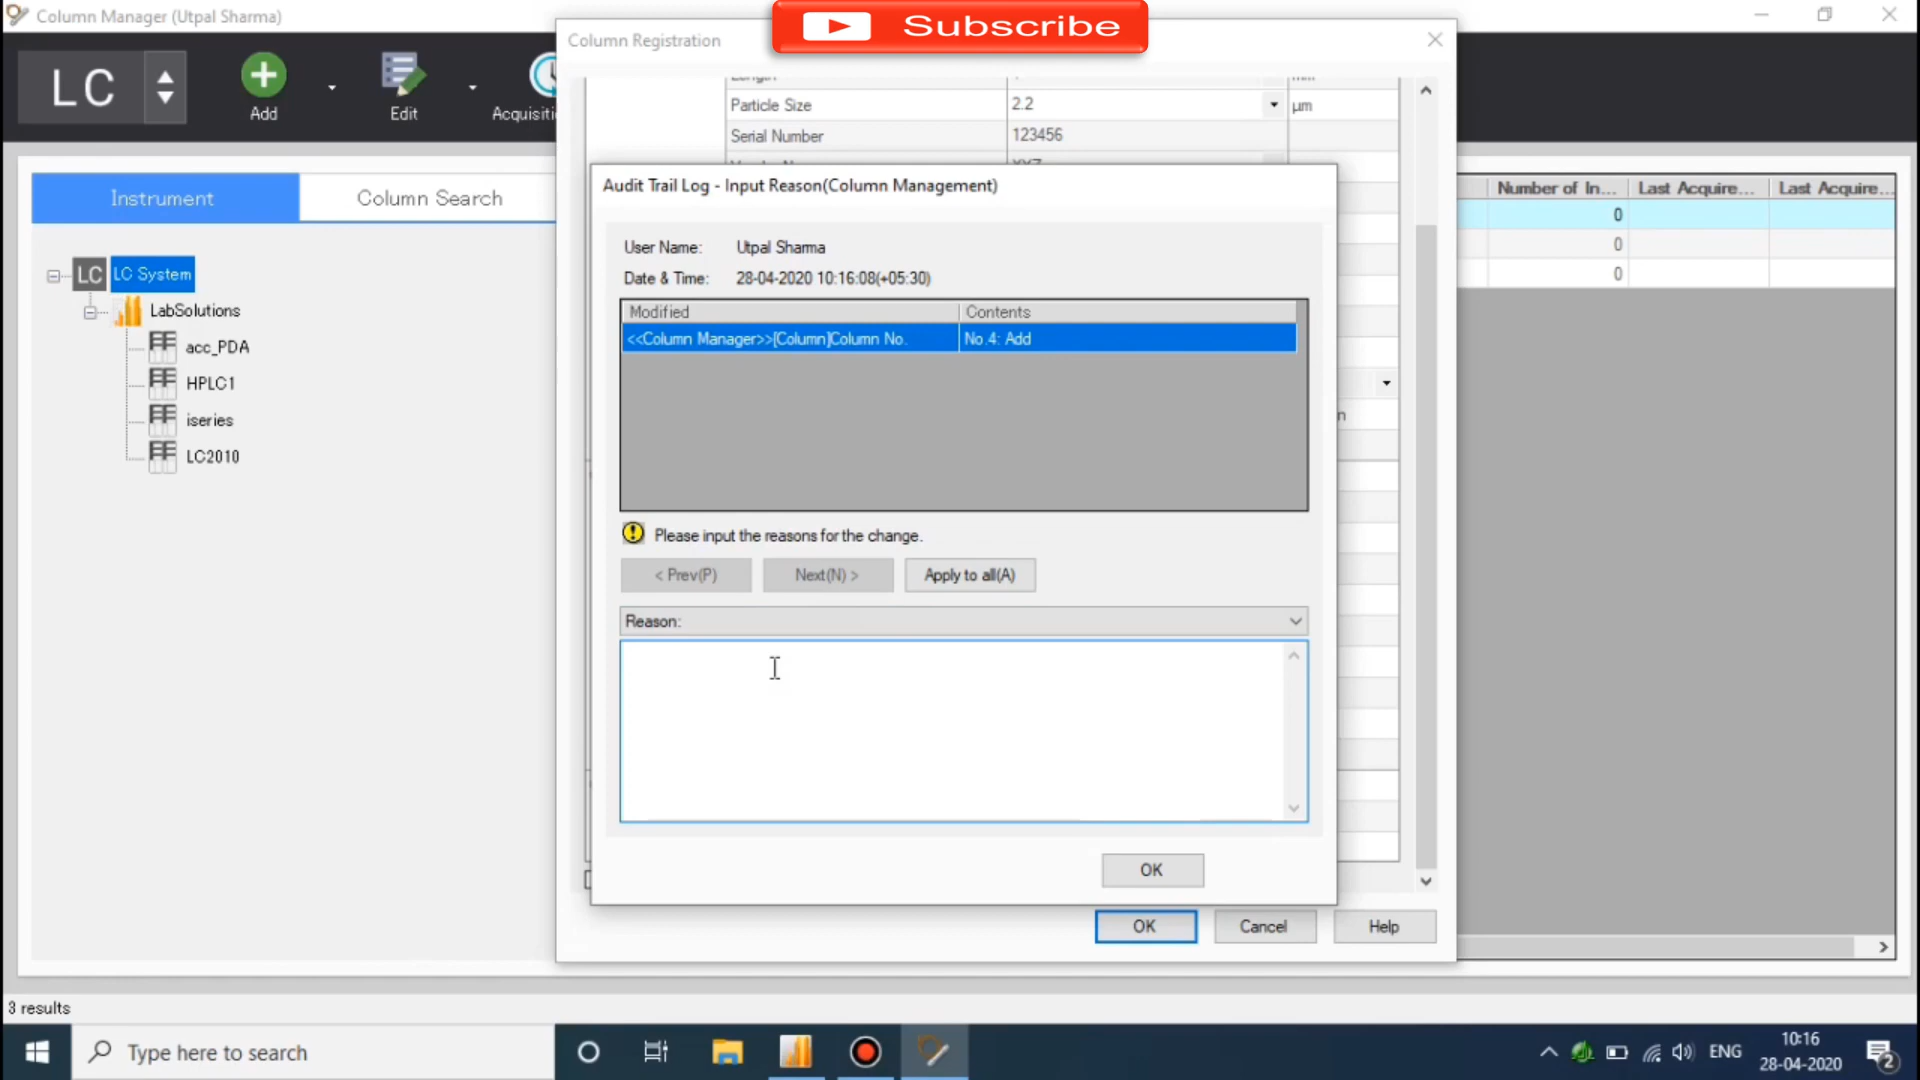 Column Manager (Utpal Sharma)
Subscribe
Column Registration
LC
Add
Edit
Particle Size
2.2
μm
Serial Number
123456
Instrument
Column Search
Audit Trail Log - Input Reason(Column Management)
Number of In...
Last Acquire...
Last Acquire...
0
0
0
User Name:
Utpal Sharma
Date & Time:
28-04-2020 10:16:08(+05:30)
LC
LC System
LabSolutions
acc_PDA
HPLC1
iseries
LC2010
Modified
Contents
<<Column Manager>>[Column]Column No.
No.4: Add
Please input the reasons for the change.
< Prev(P)
Next(N) >
Apply to all(A)
Reason:
OK
OK
Cancel
Help
3 results
Type here to search
ENG
10:16
28-04-2020
2